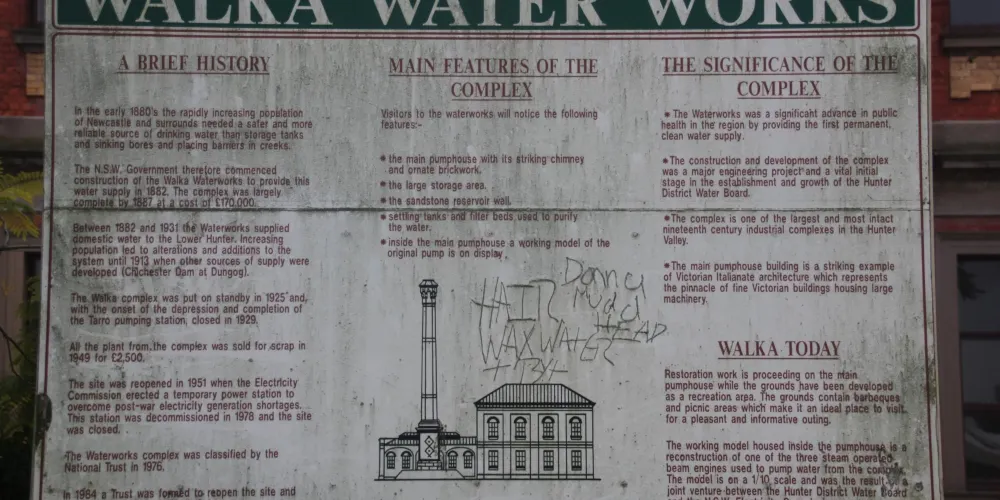 WALKA WATER WORKS
A BRIEF HISTORY
In the early 1880's the rapidly increasing population
of Newcastle and surrounds needed a safer and more
reliable source of drinking water than storage tanks
and sinking bores and placing barriers in creeks.
The N.S.W. Government therefore commenced
construction of the Walka Waterworks to provide this
water supply in 1882. The complex was largely
complete by 1887 at a cost of £170,000.
Between 1882 and 1931 the Waterworks supplied
domestic water to the Lower Hunter. Increasing
population led to alterations and additions to the
system until 1913 when other sources of supply were
developed (Chichester Dam at Dungog).
The Walka complex was put on standby in 1925 and,
with the onset of the depression and completion of
the Tarro pumping station, closed in 1929.
All the plant from the complex was sold for scrap in
1949 for £2,500.
The site was reopened in 1951 when the Electricity
Commission erected a temporary power station to
overcome post-war electricity generation shortages.
This station was decommissioned in 1978 and the site
was closed.
The Waterworks complex was classified by the
National Trust in 1976.
In 1984 a Trust was formed to reopen the site and
MAIN FEATURES OF THE
COMPLEX
Visitors to the waterworks will notice the following
features:-
• the main pumphouse with its striking chimney
and ornate brickwork.
• the large storage area.
• the sandstone reservoir wall.
• settling tanks and filter beds used to purify
the water.
• inside the main pumphouse a working model of the
original pump is on display.
HAIR
WAX WATER
Donny
Mudd
HEAD
THE SIGNIFICANCE OF THE
COMPLEX
• The Waterworks was a significant advance in public
health in the region by providing the first permanent,
clean water supply.
• The construction and development of the complex
was a major engineering project and a vital initial
stage in the establishment and growth of the Hunter
District Water Board.
• The complex is one of the largest and most intact
nineteenth century industrial complexes in the Hunter
Valley.
• The main pumphouse building is a striking example
of Victorian Italianate architecture which represents
the pinnacle of fine Victorian buildings housing large
machinery.
WALKA TODAY
Restoration work is proceeding on the main
pumphouse while the grounds have been developed
as a recreation area. The grounds contain barbeques
and picnic areas which make it an ideal place to visit
for a pleasant and informative outing.
The working model housed inside the pumphouse is a
reconstruction of one of the three steam operated
beam engines used to pump water from the complex.
The model is on a 1/10 scale and was the result of a
joint venture between the Hunter District Water Board